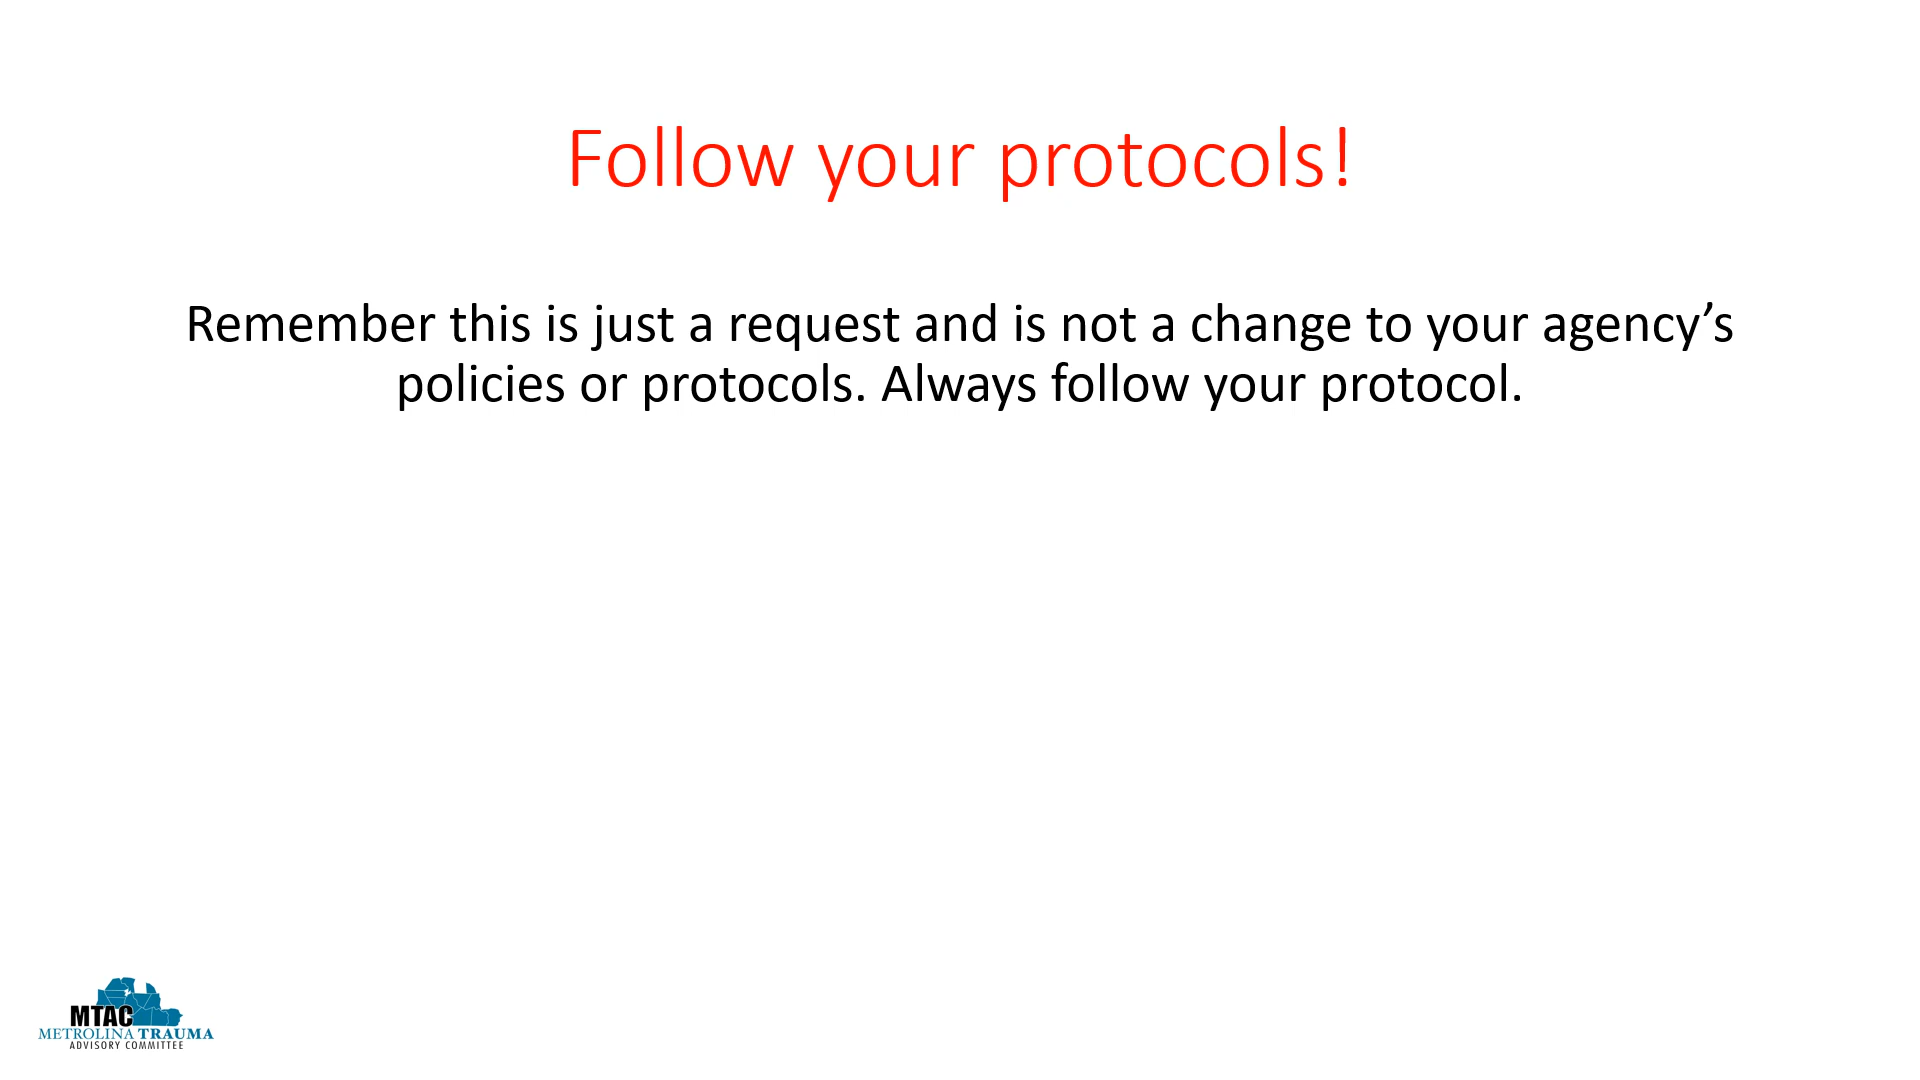 Follow your protocols!
Remember this is just a request and is not a change to your agency’s
policies or protocols. Always follow your protocol.
MTAC
METROLINA TRAUMA
ADVISORY COMMITTEE